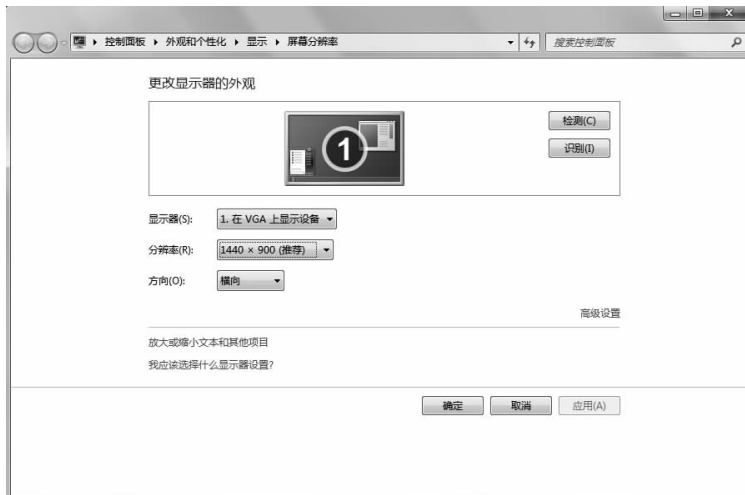 控制面板 ▸ 外观和个性化 ▸ 显示 ▸ 屏幕分辨率
搜索控制面板
更改显示器的外观
1
检测(C)
识别(I)
显示器(S): 1. 在 VGA 上显示设备
分辨率(R): 1440 × 900 (推荐)
方向(O): 横向
高级设置
放大或缩小文本和其他项目
我应该选择什么显示器设置?
确定 取消 应用(A)